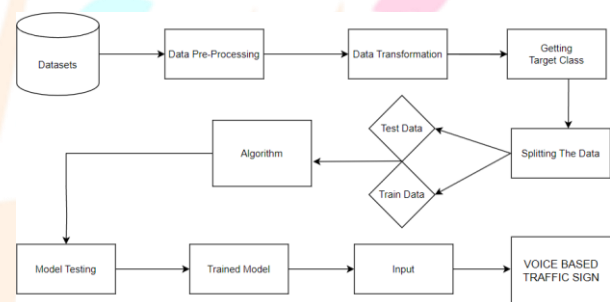 Datasets
Data Pre-Processing
Data Transformation
Getting
Target Class
Splitting The Data
Test Data
Train Data
Algorithm
Model Testing
Trained Model
Input
VOICE BASED
TRAFFIC SIGN